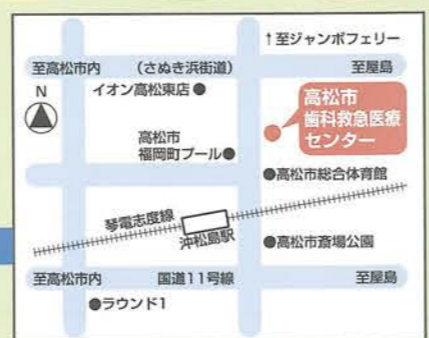 ↑至ジャンボフェリー
至高松市内 (さぬき浜街道) 至屋島
N
イオン高松東店●
高松市
歯科救急医療
センター
高松市
福岡町プール●
●高松市総合体育館
琴電志度線
沖松島駅
●高松市斎場公園
至高松市内 国道11号線 至屋島
●ラウンド1